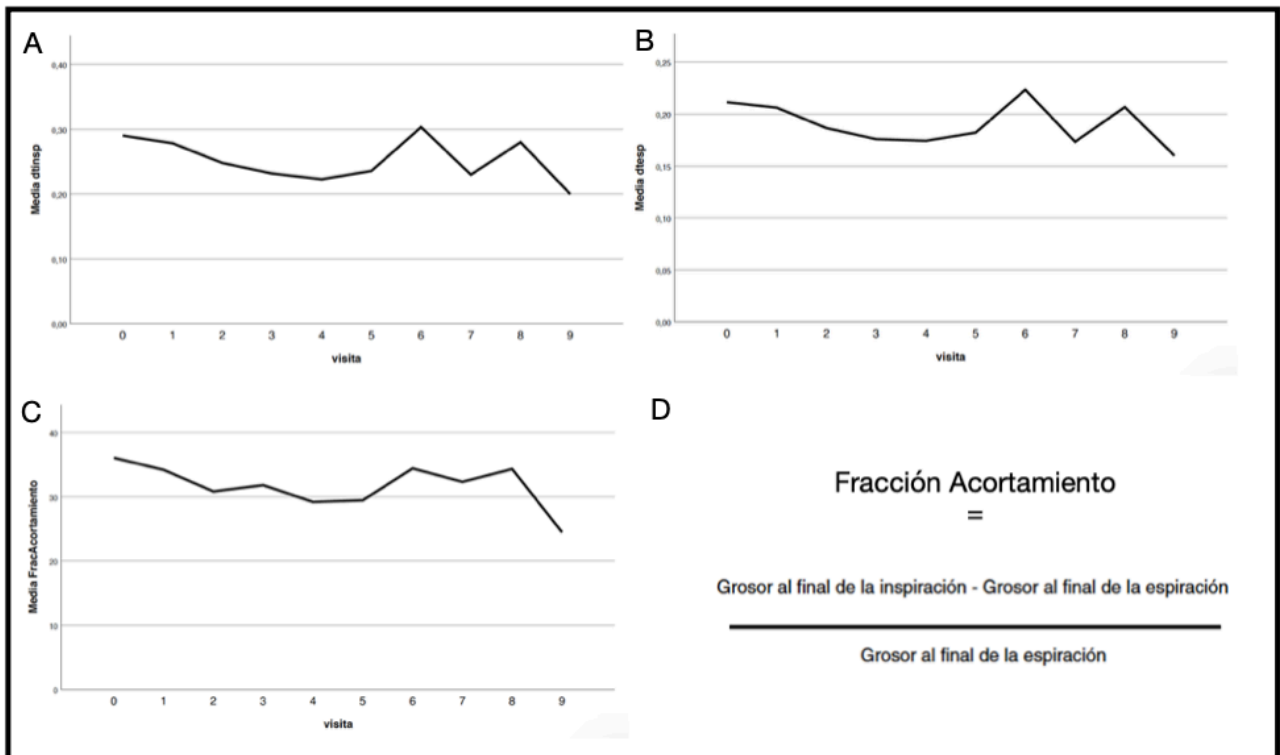 A
0,40
0,30
0,20
0,10
0,00
Media dtinsp
0 1 2 3 4 5 6 7 8 9
visita
B
0,25
0,20
0,15
0,10
0,05
0,00
Media dtesp
0 1 2 3 4 5 6 7 8 9
visita
C
40
30
20
10
0
Media FracAcortamiento
0 1 2 3 4 5 6 7 8 9
visita
D
Fracción Acortamiento
=
Grosor al final de la inspiración - Grosor al final de la espiración
Grosor al final de la espiración